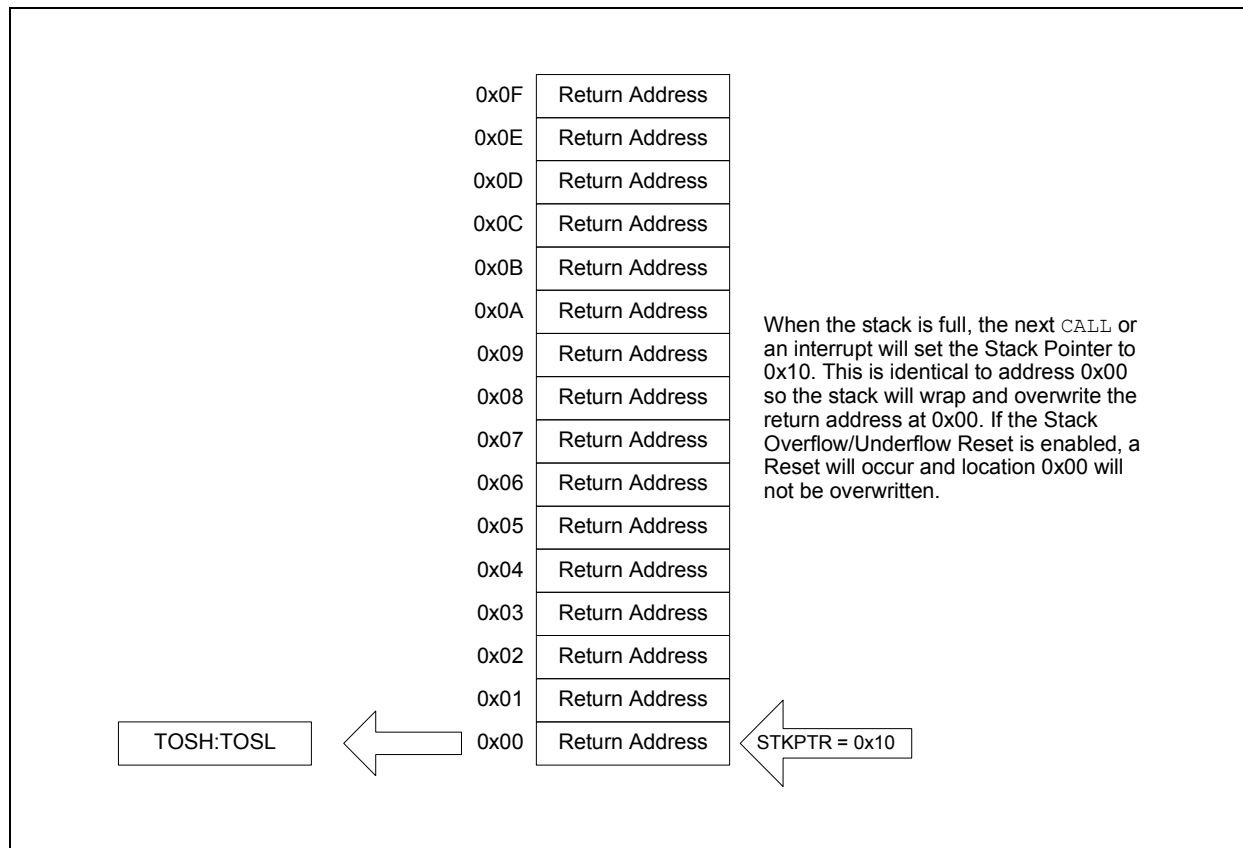 0x0F Return Address
0x0E Return Address
0x0D Return Address
0x0C Return Address
0x0B Return Address
0x0A Return Address
0x09 Return Address
0x08 Return Address
0x07 Return Address
0x06 Return Address
0x05 Return Address
0x04 Return Address
0x03 Return Address
0x02 Return Address
0x01 Return Address
TOSH:TOSL 0x00 Return Address STKPTR = 0x10
When the stack is full, the next CALL or
an interrupt will set the Stack Pointer to
0x10. This is identical to address 0x00
so the stack will wrap and overwrite the
return address at 0x00. If the Stack
Overflow/Underflow Reset is enabled, a
Reset will occur and location 0x00 will
not be overwritten.